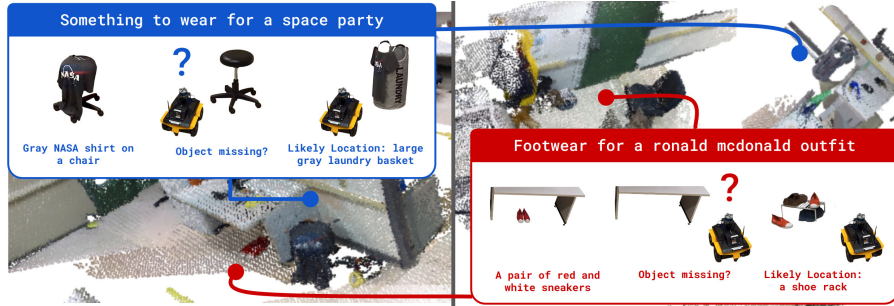 Something to wear for a space party
?
NASA
NASA
LAUNDRY
Gray NASA shirt on
a chair
Object missing?
Likely Location: large
gray laundry basket
Footwear for a ronald mcdonald outfit
?
A pair of red and
white sneakers
Object missing?
Likely Location:
a shoe rack